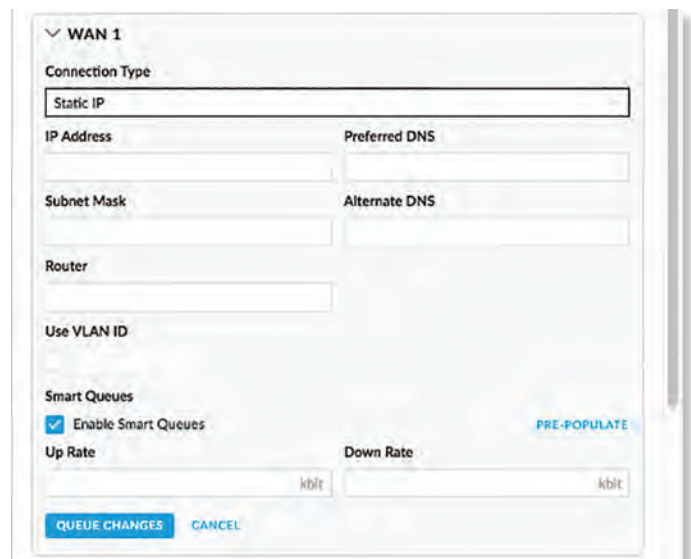 WAN 1
Connection Type
Static IP
IP Address
Preferred DNS
Subnet Mask
Alternate DNS
Router
Use VLAN ID
Smart Queues
Enable Smart Queues
PRE-POPULATE
Up Rate
Down Rate
kbit
kbit
QUEUE CHANGES
CANCEL